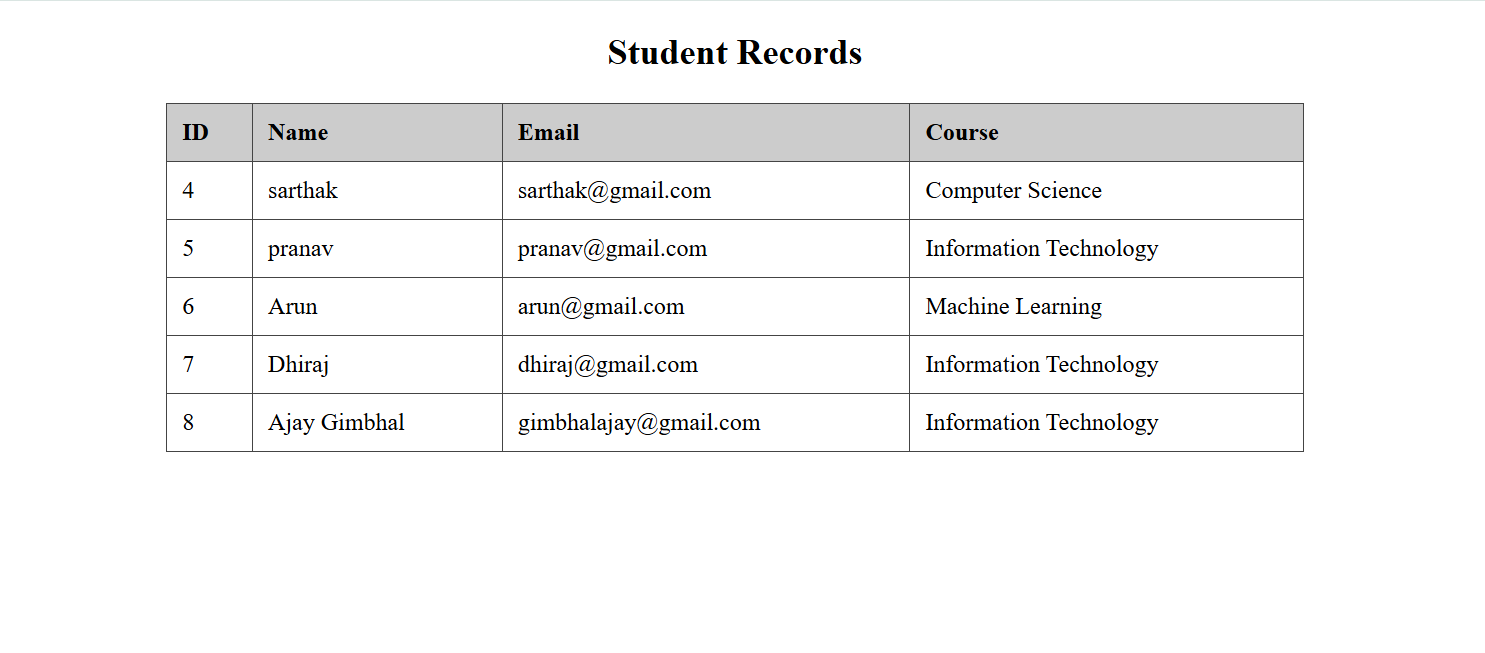 Student Records
ID Name Email Course
4 sarthak sarthak@gmail.com Computer Science
5 pranav pranav@gmail.com Information Technology
6 Arun arun@gmail.com Machine Learning
7 Dhiraj dhiraj@gmail.com Information Technology
8 Ajay Gimbhal gimbhalajay@gmail.com Information Technology